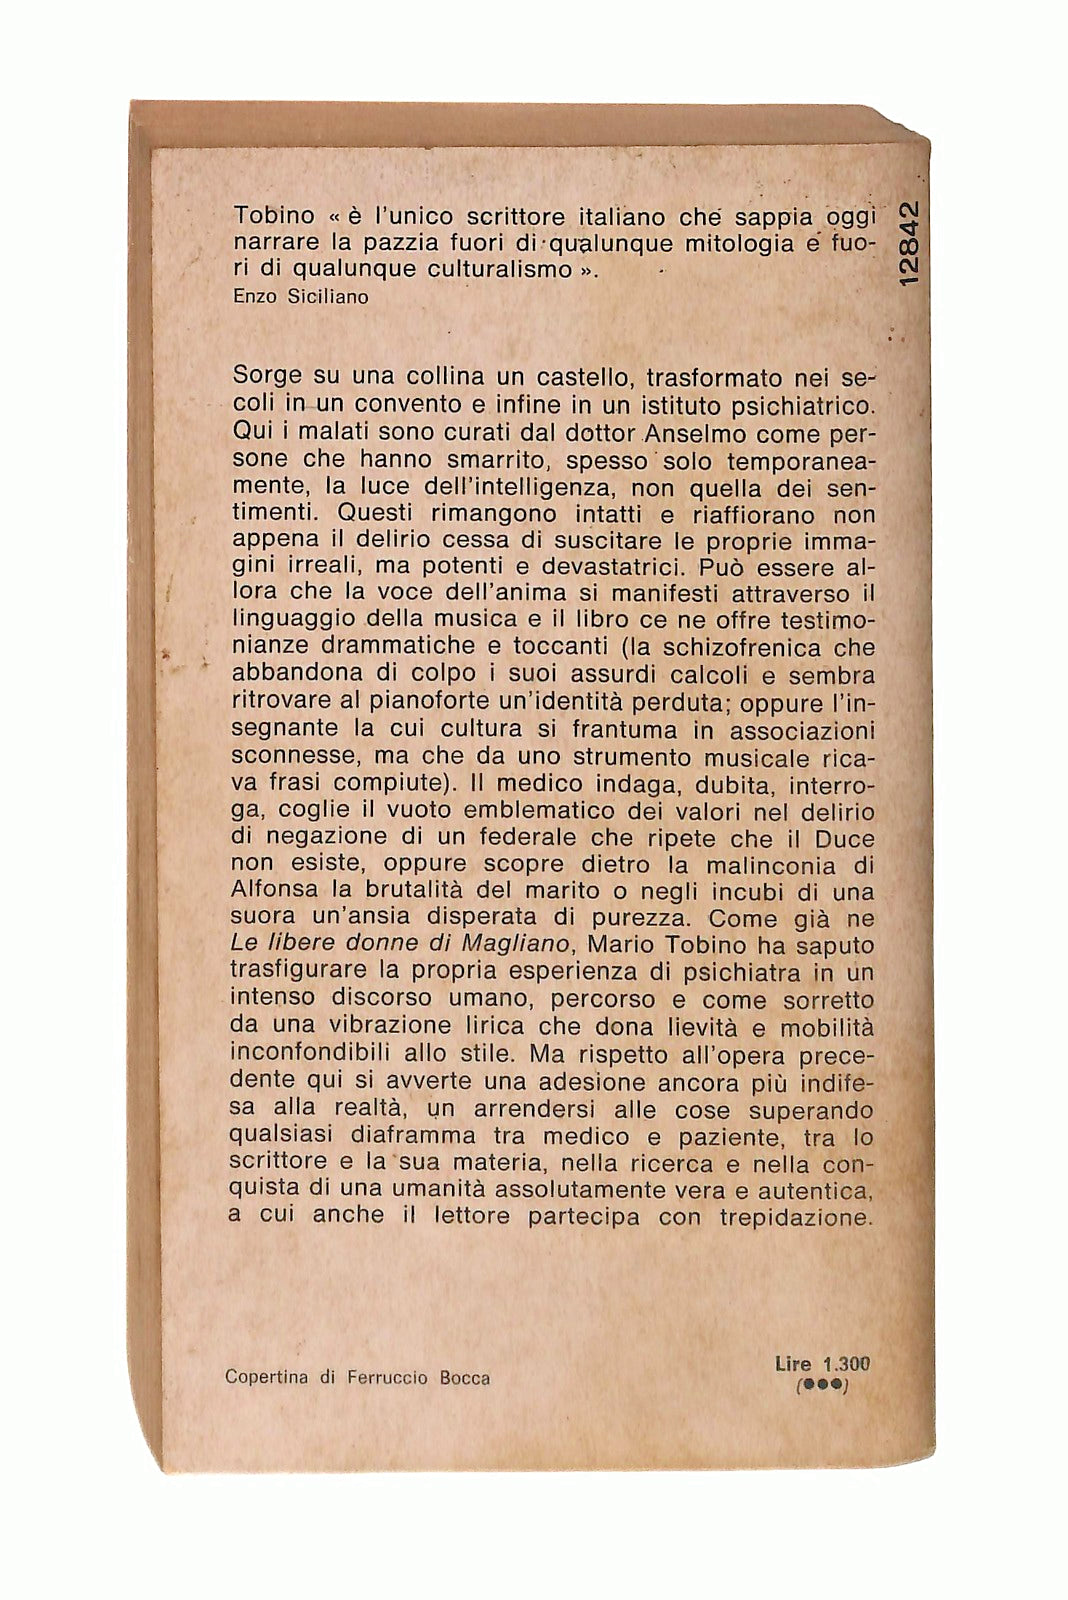 Tobino « è l'unico scrittore italiano che sappia oggi
narrare la pazzia fuori di qualunque mitologia e fuo-
ri di qualunque culturalismo ».
Enzo Siciliano
12842
Sorge su una collina un castello, trasformato nei se-
coli in un convento e infine in un istituto psichiatrico.
Qui i malati sono curati dal dottor Anselmo come per-
sone che hanno smarrito, spesso solo temporanea-
mente, la luce dell'intelligenza, non quella dei sen-
timenti. Questi rimangono intatti e riaffiorano non
appena il delirio cessa di suscitare le proprie imma-
gini irreali, ma potenti e devastatrici. Può essere al-
lora che la voce dell'anima si manifesti attraverso il
linguaggio della musica e il libro ce ne offre testimo-
nianze drammatiche e toccanti (la schizofrenica che
abbandona di colpo i suoi assurdi calcoli e sembra
ritrovare al pianoforte un'identità perduta; oppure l'in-
segnante la cui cultura si frantuma in associazioni
sconnesse, ma che da uno strumento musicale rica-
va frasi compiute). Il medico indaga, dubita, interro-
ga, coglie il vuoto emblematico dei valori nel delirio
di negazione di un federale che ripete che il Duce
non esiste, oppure scopre dietro la malinconia di
Alfonsa la brutalità del marito o negli incubi di una
suora un'ansia disperata di purezza. Come già ne
Le libere donne di Magliano, Mario Tobino ha saputo
trasfigurare la propria esperienza di psichiatra in un
intenso discorso umano, percorso e come sorretto
da una vibrazione lirica che dona lievità e mobilità
inconfondibili allo stile. Ma rispetto all'opera prece-
dente qui si avverte una adesione ancora più indife-
sa alla realtà, un arrendersi alle cose superando
qualsiasi diaframma tra medico e paziente, tra lo
scrittore e la sua materia, nella ricerca e nella con-
quista di una umanità assolutamente vera e autentica,
a cui anche il lettore partecipa con trepidazione.
Copertina di Ferruccio Bocca
Lire 1.300
(●●●)